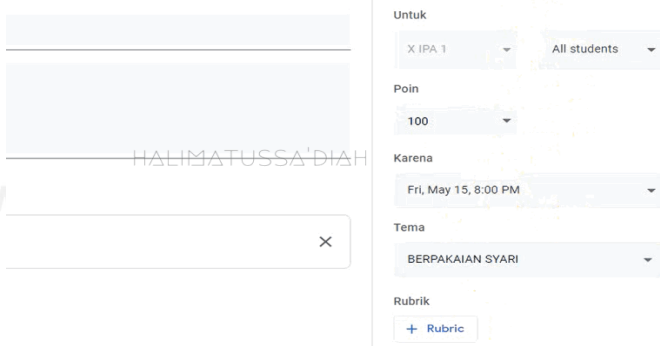 Untuk
X IPA 1
All students
Poin
100
HALIMATUSSA'DIAH
Karena
Fri, May 15, 8:00 PM
Tema
BERPAKAIAN SYARI
Rubrik
+ Rubric